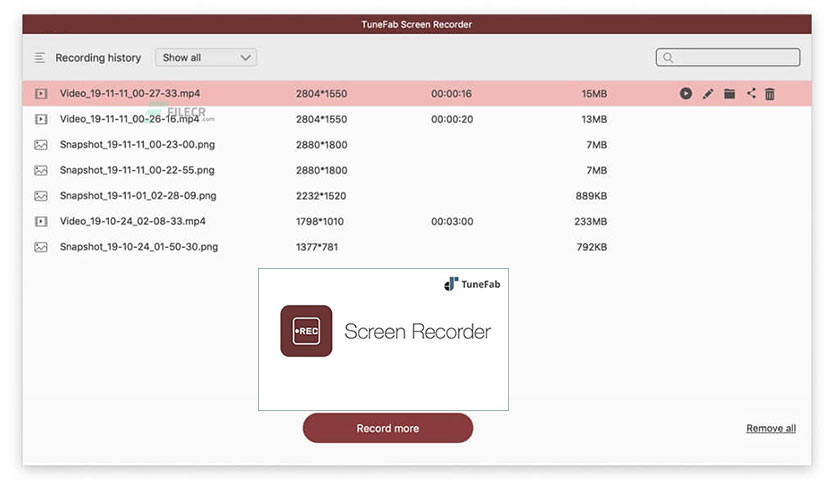 TuneFab Screen Recorder
Recording history Show all
Video_19-11-11_00-27-33.mp4 2804*1550 00:00:16 15MB
Video_19-11-11_00-26-16.mp4 2804*1550 00:00:20 13MB
FILECR
.com
Snapshot_19-11-11_00-23-00.png 2880*1800 7MB
Snapshot_19-11-11_00-22-55.png 2880*1800 7MB
Snapshot_19-11-01_02-28-09.png 2232*1520 889KB
Video_19-10-24_02-08-33.mp4 1798*1010 00:03:00 233MB
Snapshot_19-10-24_01-50-30.png 1377*781 792KB
TuneFab
REC Screen Recorder
Record more
Remove all